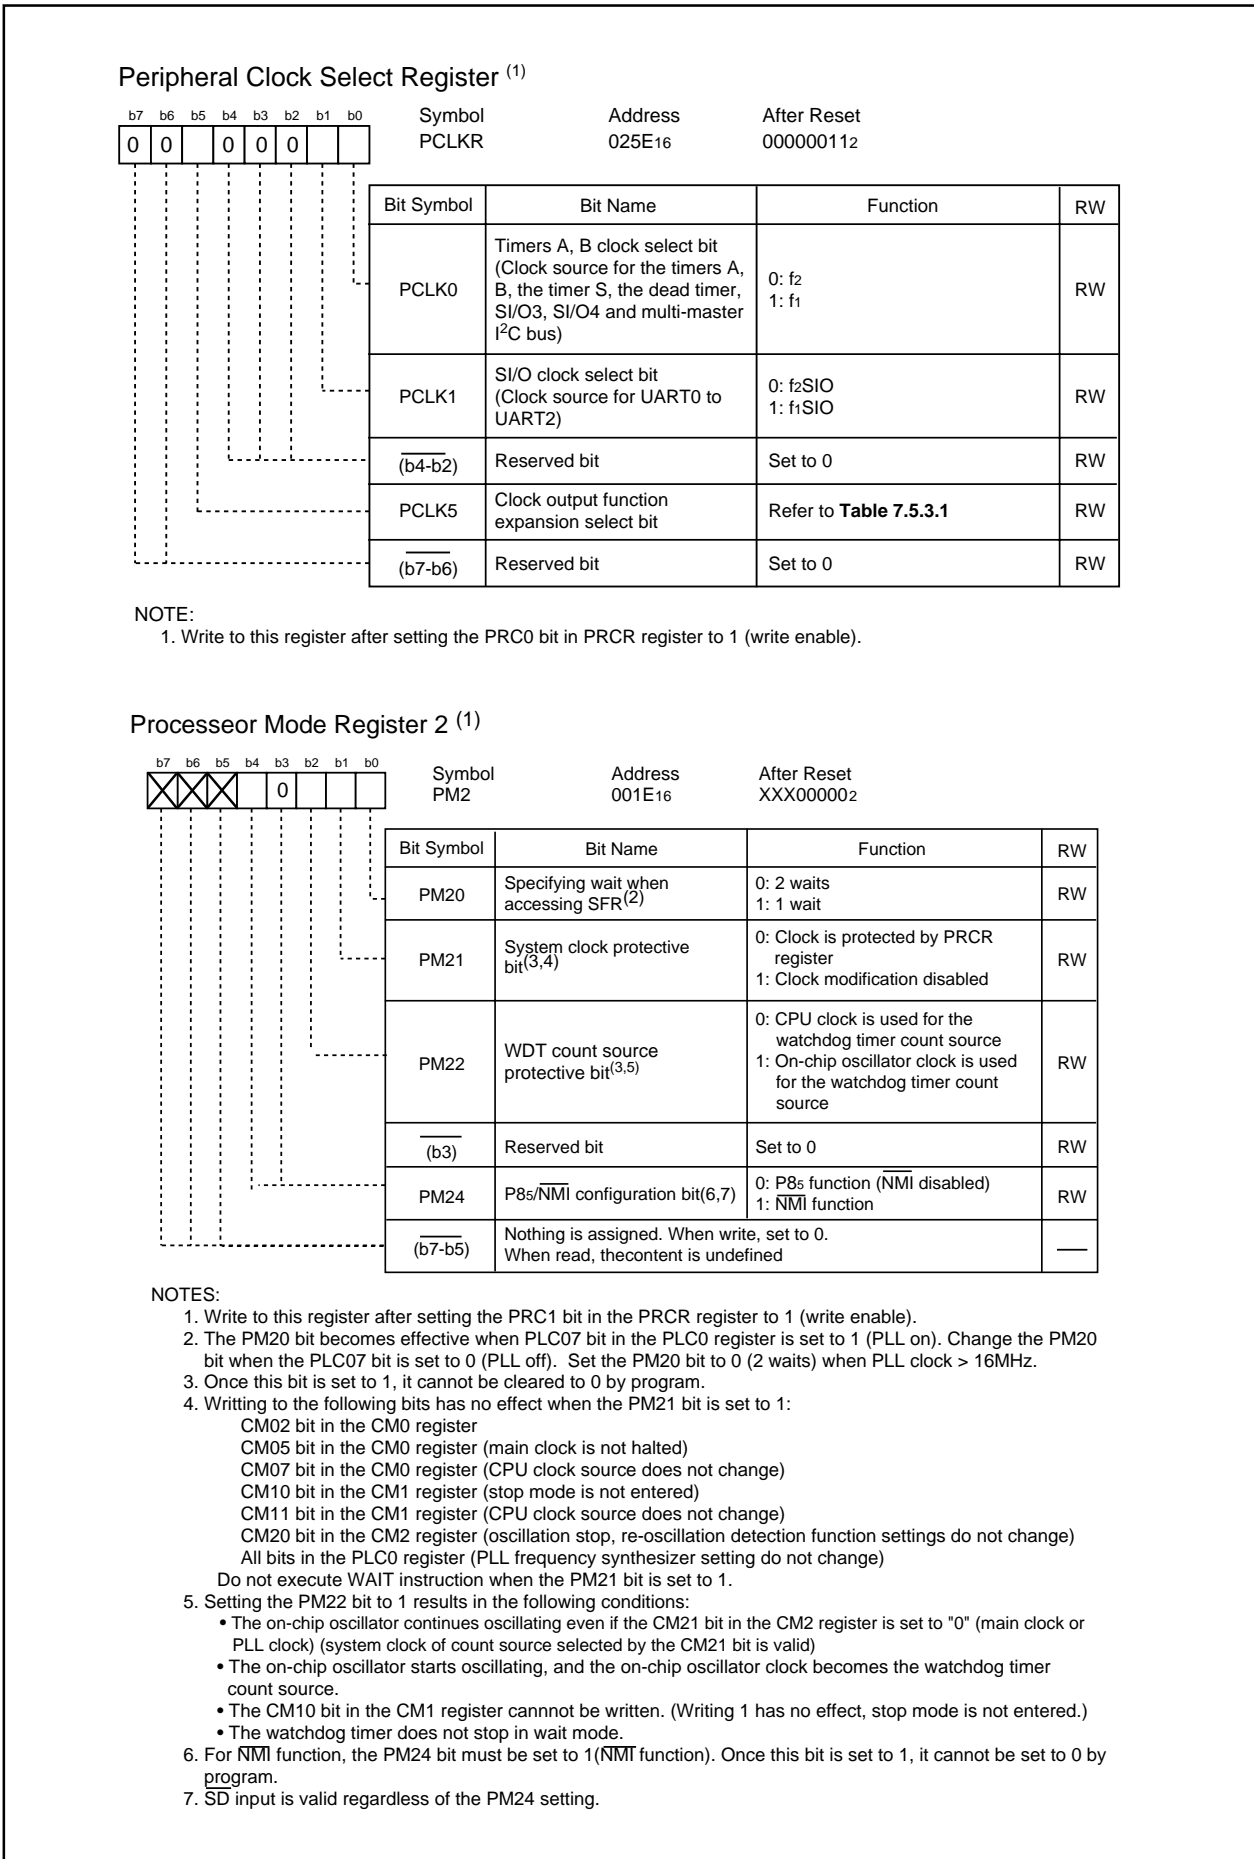 Peripheral Clock Select Register (1)
b7 b6 b5 b4 b3 b2 b1 b0
0 0 0 0 0
Symbol Address After Reset
PCLKR 025E16 000000112
Bit Symbol Bit Name Function RW
PCLK0
Timers A, B clock select bit
(Clock source for the timers A,
B, the timer S, the dead timer,
SI/O3, SI/O4 and multi-master
I2C bus)
0: f2
1: f1
RW
PCLK1
SI/O clock select bit
(Clock source for UART0 to
UART2)
0: f2SIO
1: f1SIO
RW
(b4-b2) Reserved bit Set to 0 RW
PCLK5
Clock output function
expansion select bit
Refer to Table 7.5.3.1
RW
(b7-b6) Reserved bit Set to 0 RW
NOTE:
1. Write to this register after setting the PRC0 bit in PRCR register to 1 (write enable).
Processeor Mode Register 2 (1)
b7 b6 b5 b4 b3 b2 b1 b0
0
Symbol Address After Reset
PM2 001E16 XXX000002
Bit Symbol Bit Name Function RW
PM20
Specifying wait when
accessing SFR(2)
0: 2 waits
1: 1 wait
RW
PM21
System clock protective
bit(3,4)
0: Clock is protected by PRCR
register
1: Clock modification disabled
RW
PM22
WDT count source
protective bit(3,5)
0: CPU clock is used for the
watchdog timer count source
1: On-chip oscillator clock is used
for the watchdog timer count
source
RW
(b3) Reserved bit Set to 0 RW
PM24
P85/NMI configuration bit(6,7)
0: P85 function (NMI disabled)
1: NMI function
RW
(b7-b5)
Nothing is assigned. When write, set to 0.
When read, thecontent is undefined
NOTES:
1. Write to this register after setting the PRC1 bit in the PRCR register to 1 (write enable).
2. The PM20 bit becomes effective when PLC07 bit in the PLC0 register is set to 1 (PLL on). Change the PM20
bit when the PLC07 bit is set to 0 (PLL off). Set the PM20 bit to 0 (2 waits) when PLL clock > 16MHz.
3. Once this bit is set to 1, it cannot be cleared to 0 by program.
4. Writting to the following bits has no effect when the PM21 bit is set to 1:
CM02 bit in the CM0 register
CM05 bit in the CM0 register (main clock is not halted)
CM07 bit in the CM0 register (CPU clock source does not change)
CM10 bit in the CM1 register (stop mode is not entered)
CM11 bit in the CM1 register (CPU clock source does not change)
CM20 bit in the CM2 register (oscillation stop, re-oscillation detection function settings do not change)
All bits in the PLC0 register (PLL frequency synthesizer setting do not change)
Do not execute WAIT instruction when the PM21 bit is set to 1.
5. Setting the PM22 bit to 1 results in the following conditions:
• The on-chip oscillator continues oscillating even if the CM21 bit in the CM2 register is set to "0" (main clock or
PLL clock) (system clock of count source selected by the CM21 bit is valid)
• The on-chip oscillator starts oscillating, and the on-chip oscillator clock becomes the watchdog timer
count source.
• The CM10 bit in the CM1 register cannnot be written. (Writing 1 has no effect, stop mode is not entered.)
• The watchdog timer does not stop in wait mode.
6. For NMI function, the PM24 bit must be set to 1(NMI function). Once this bit is set to 1, it cannot be set to 0 by
program.
7. SD input is valid regardless of the PM24 setting.